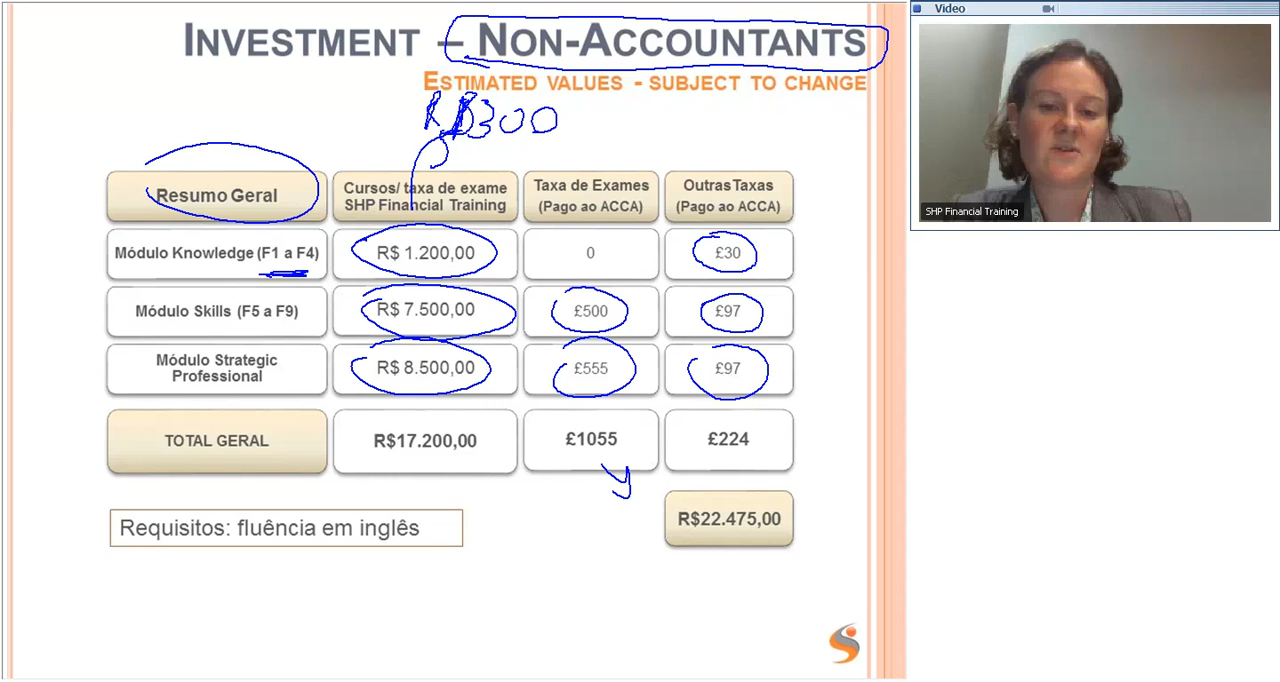 INVESTMENT – NON-ACCOUNTANTS
ESTIMATED VALUES - SUBJECT TO CHANGE
R$300
Resumo Geral
Cursos/ taxa de exame
SHP Financial Training
Taxa de Exames
(Pago ao ACCA)
Outras Taxas
(Pago ao ACCA)
Módulo Knowledge (F1 a F4)
R$ 1.200,00
0
£30
Módulo Skills (F5 a F9)
R$ 7.500,00
£500
£97
Módulo Strategic
Professional
R$ 8.500,00
£555
£97
TOTAL GERAL
R$17.200,00
£1055
£224
R$22.475,00
Requisitos: fluência em inglês
Video
SHP Financial Training